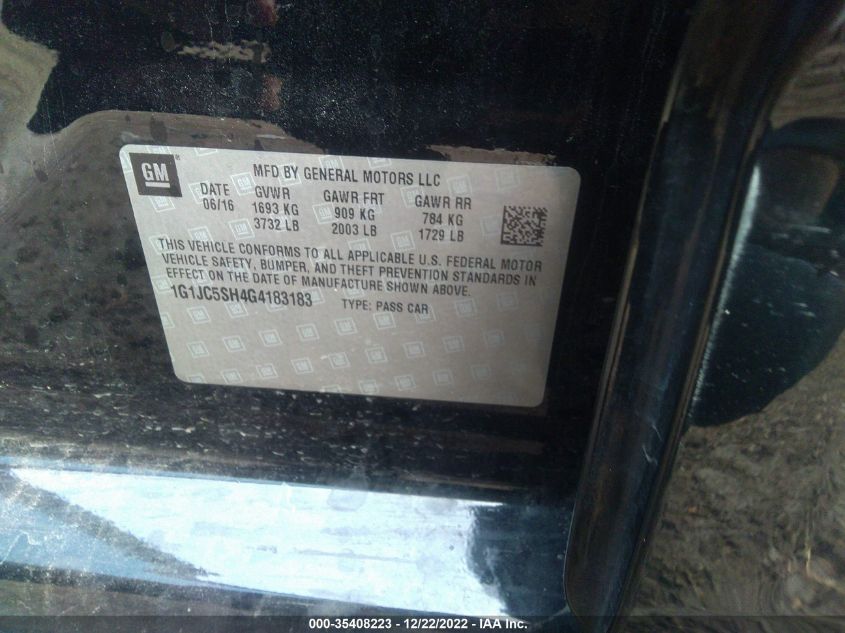 GM
MFD BY GENERAL MOTORS LLC
DATE GVWR GAWR FRT GAWR RR
06/16 1693 KG 909 KG 784 KG
3732 LB 2003 LB 1729 LB
THIS VEHICLE CONFORMS TO ALL APPLICABLE U.S. FEDERAL MOTOR
VEHICLE SAFETY, BUMPER, AND THEFT PREVENTION STANDARDS IN
EFFECT ON THE DATE OF MANUFACTURE SHOWN ABOVE.
1G1JC5SH4G4183183 TYPE: PASS CAR
000-35408223 - 12/22/2022 - IAA Inc.